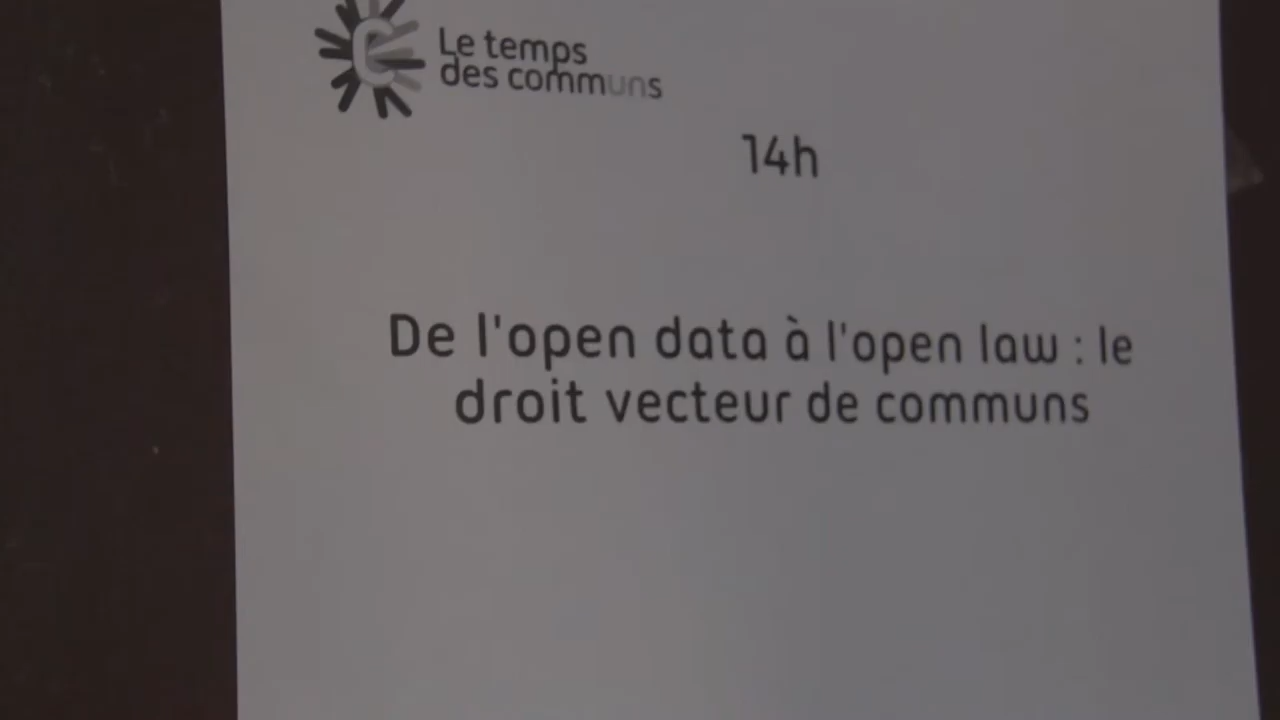 Le temps
des communs
14h
De l'open data à l'open law : le
droit vecteur de communs